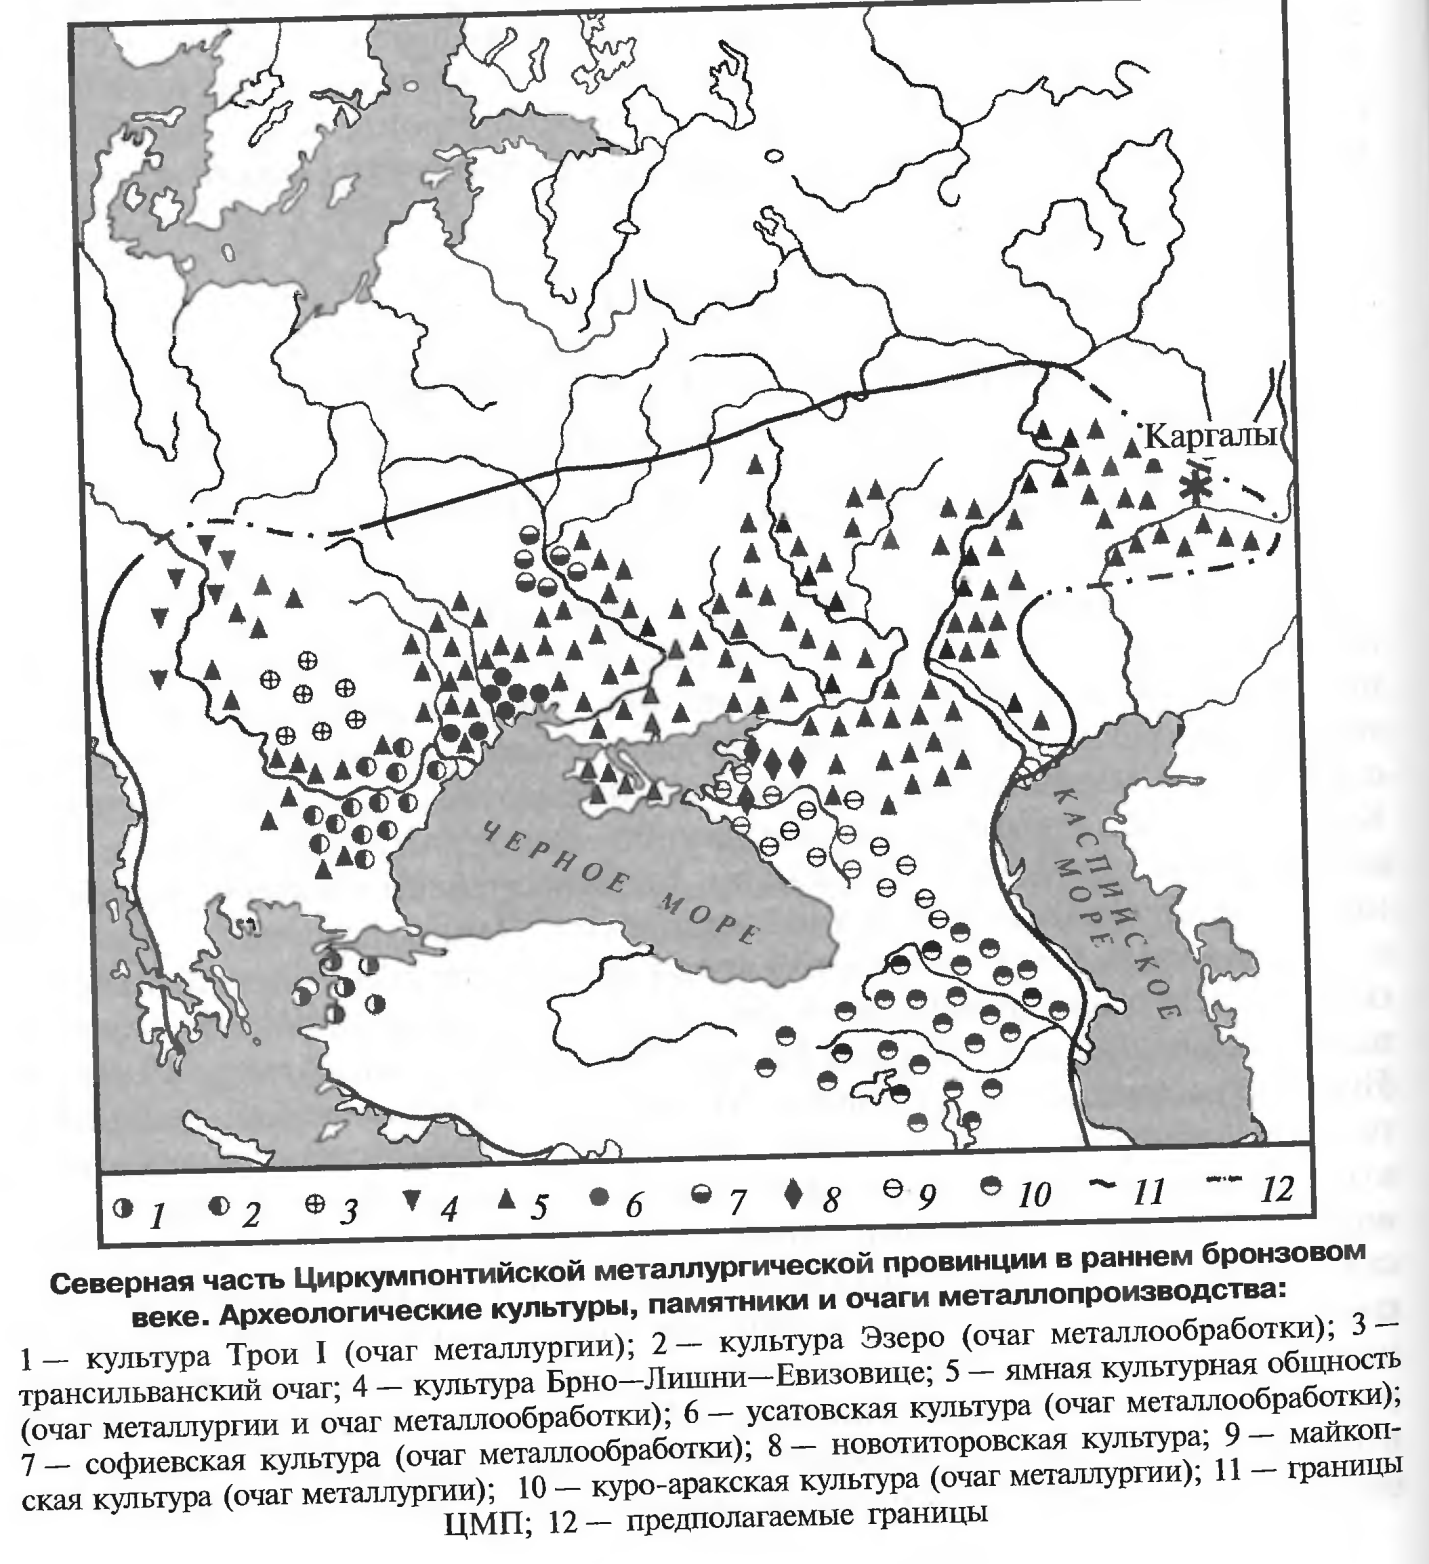 Каргалы
ЧЕРНОЕ МОРЕ
КАСПИЙСКОЕ
МОРЕ
1 2 3 4 5 6 7 8 9 10 11 12
Северная часть Циркумпонтийской металлургической провинции в раннем бронзовом
веке. Археологические культуры, памятники и очаги металлопроизводства:
1 — культура Трои I (очаг металлургии); 2 — культура Эзеро (очаг металлообработки); 3 —
трансильванский очаг; 4 — культура Брно—Лишни—Евизовице; 5 — ямная культурная общность
(очаг металлургии и очаг металлообработки); 6 — усатовская культура (очаг металлообработки);
7 — софиевская культура (очаг металлообработки); 8 — новотиторовская культура; 9 — майкоп-
ская культура (очаг металлургии); 10 — куро-аракская культура (очаг металлургии); 11 — границы
ЦМП; 12 — предполагаемые границы